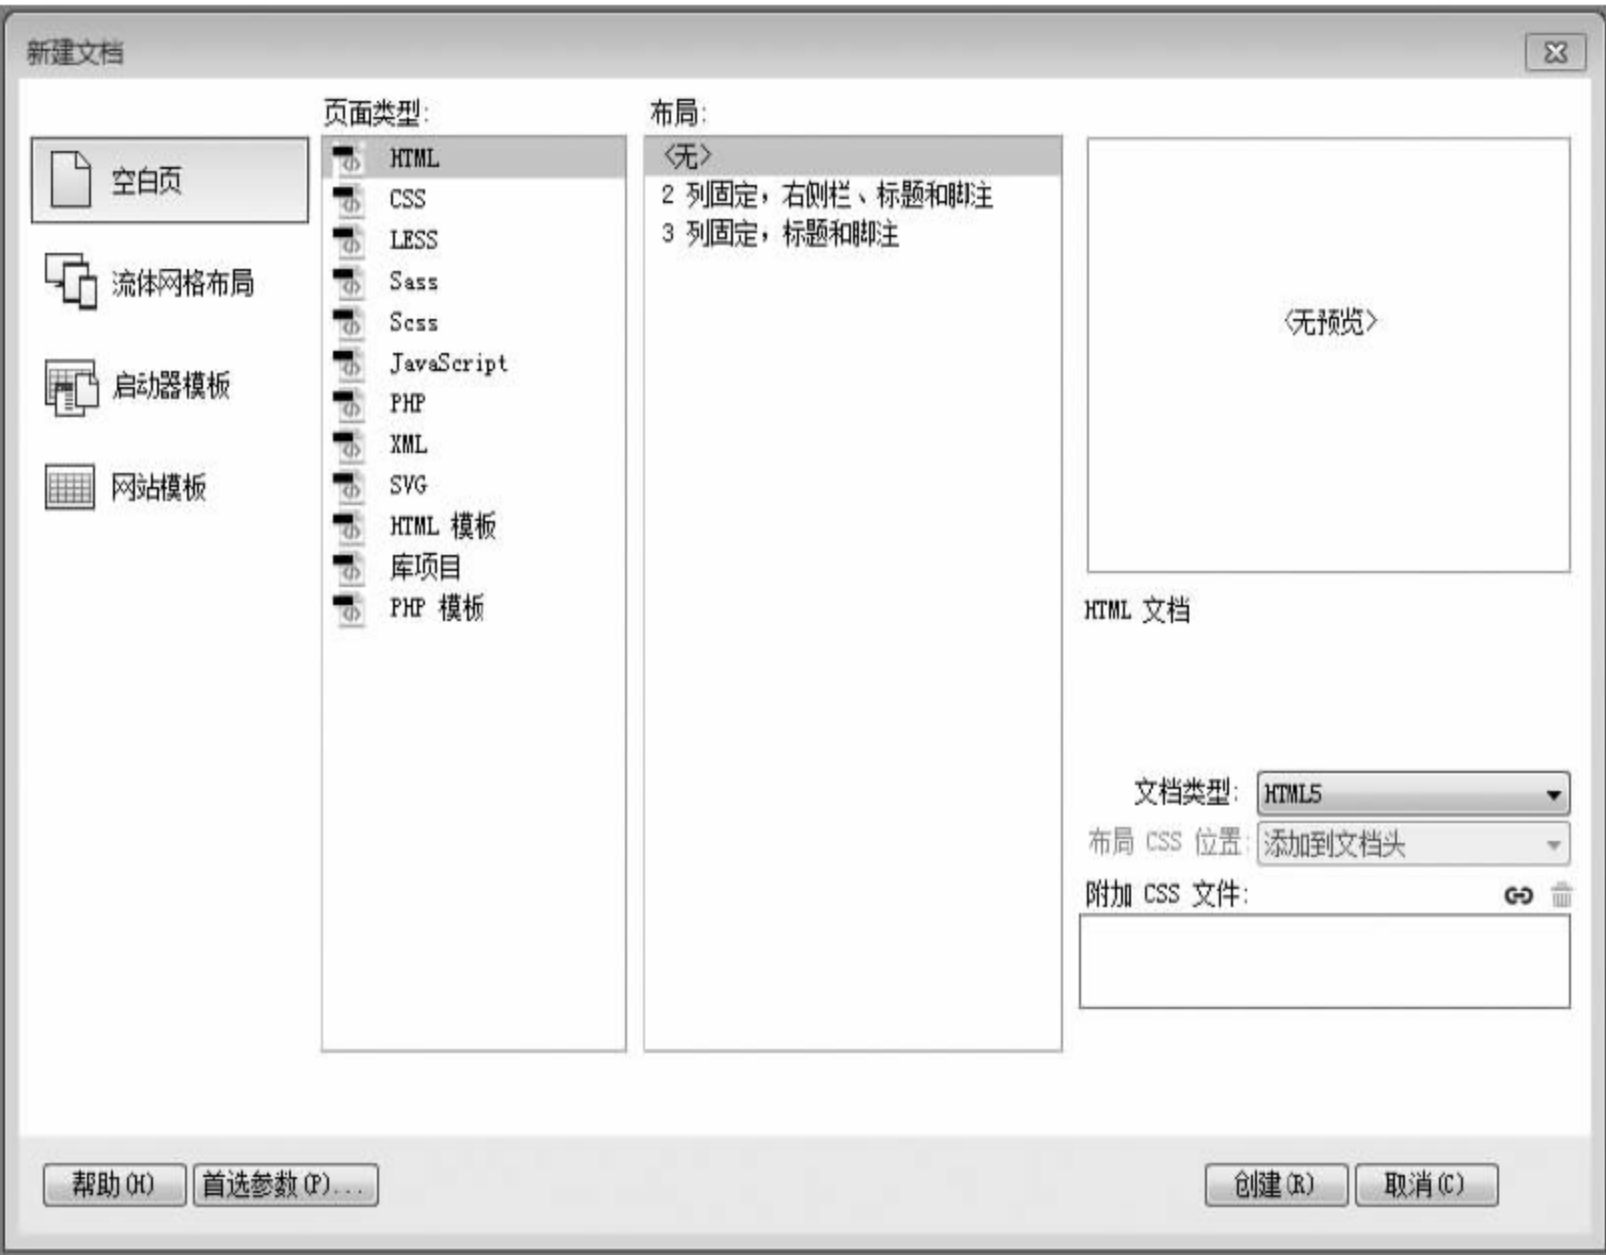 新建文档
空白页
流体网格布局
启动器模板
网站模板
页面类型:
HTML
CSS
LESS
Sass
Scss
JavaScript
PHP
XML
SVG
HTML 模板
库项目
PHP 模板
布局:
<无>
2 列固定，右侧栏、标题和脚注
3 列固定，标题和脚注
<无预览>
HTML 文档
文档类型: HTML5
布局 CSS 位置: 添加到文档头
附加 CSS 文件:
帮助(H) 首选参数(P)... 创建(R) 取消(C)